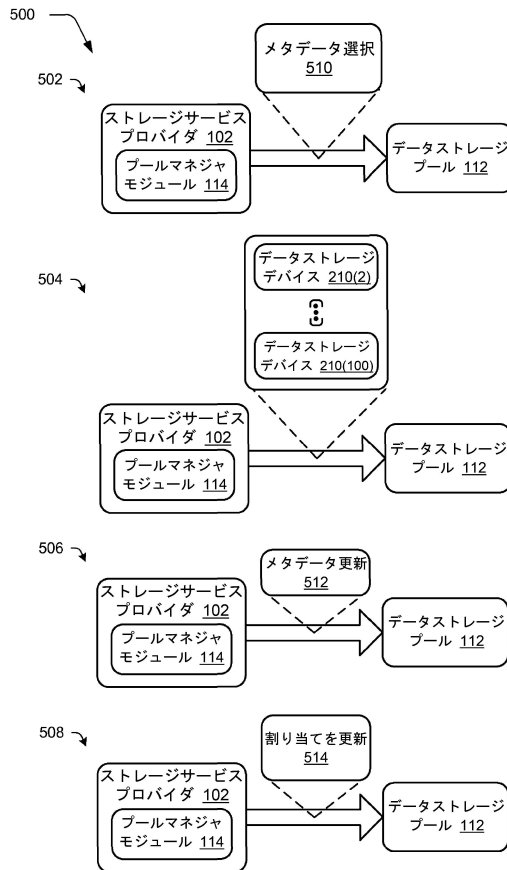 500
メタデータ選択
510
502
ストレージサービス
プロバイダ 102
プールマネジャ
モジュール 114
データストレージ
プール 112
504
データストレージ
デバイス 210(2)
データストレージ
デバイス 210(100)
ストレージサービス
プロバイダ 102
プールマネジャ
モジュール 114
データストレージ
プール 112
506
メタデータ更新
512
ストレージサービス
プロバイダ 102
プールマネジャ
モジュール 114
データストレージ
プール 112
508
割り当てを更新
514
ストレージサービス
プロバイダ 102
プールマネジャ
モジュール 114
データストレージ
プール 112